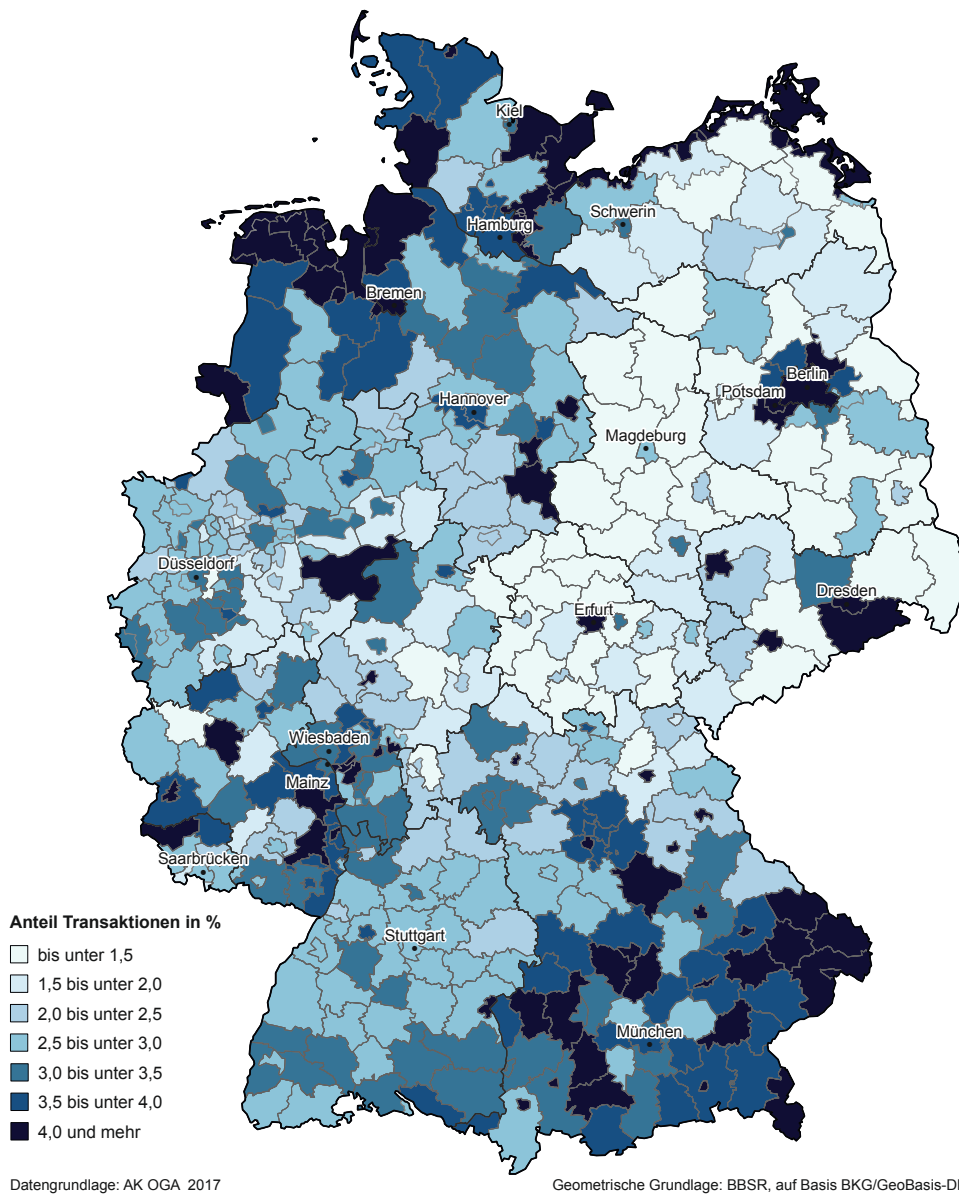 Kiel
Schwerin
Hamburg
Bremen
Berlin
Potsdam
Hannover
Magdeburg
Düsseldorf
Dresden
Erfurt
Wiesbaden
Mainz
Saarbrücken
Stuttgart
München
Anteil Transaktionen in %
bis unter 1,5
1,5 bis unter 2,0
2,0 bis unter 2,5
2,5 bis unter 3,0
3,0 bis unter 3,5
3,5 bis unter 4,0
4,0 und mehr
Datengrundlage: AK OGA 2017
Geometrische Grundlage: BBSR, auf Basis BKG/GeoBasis-D